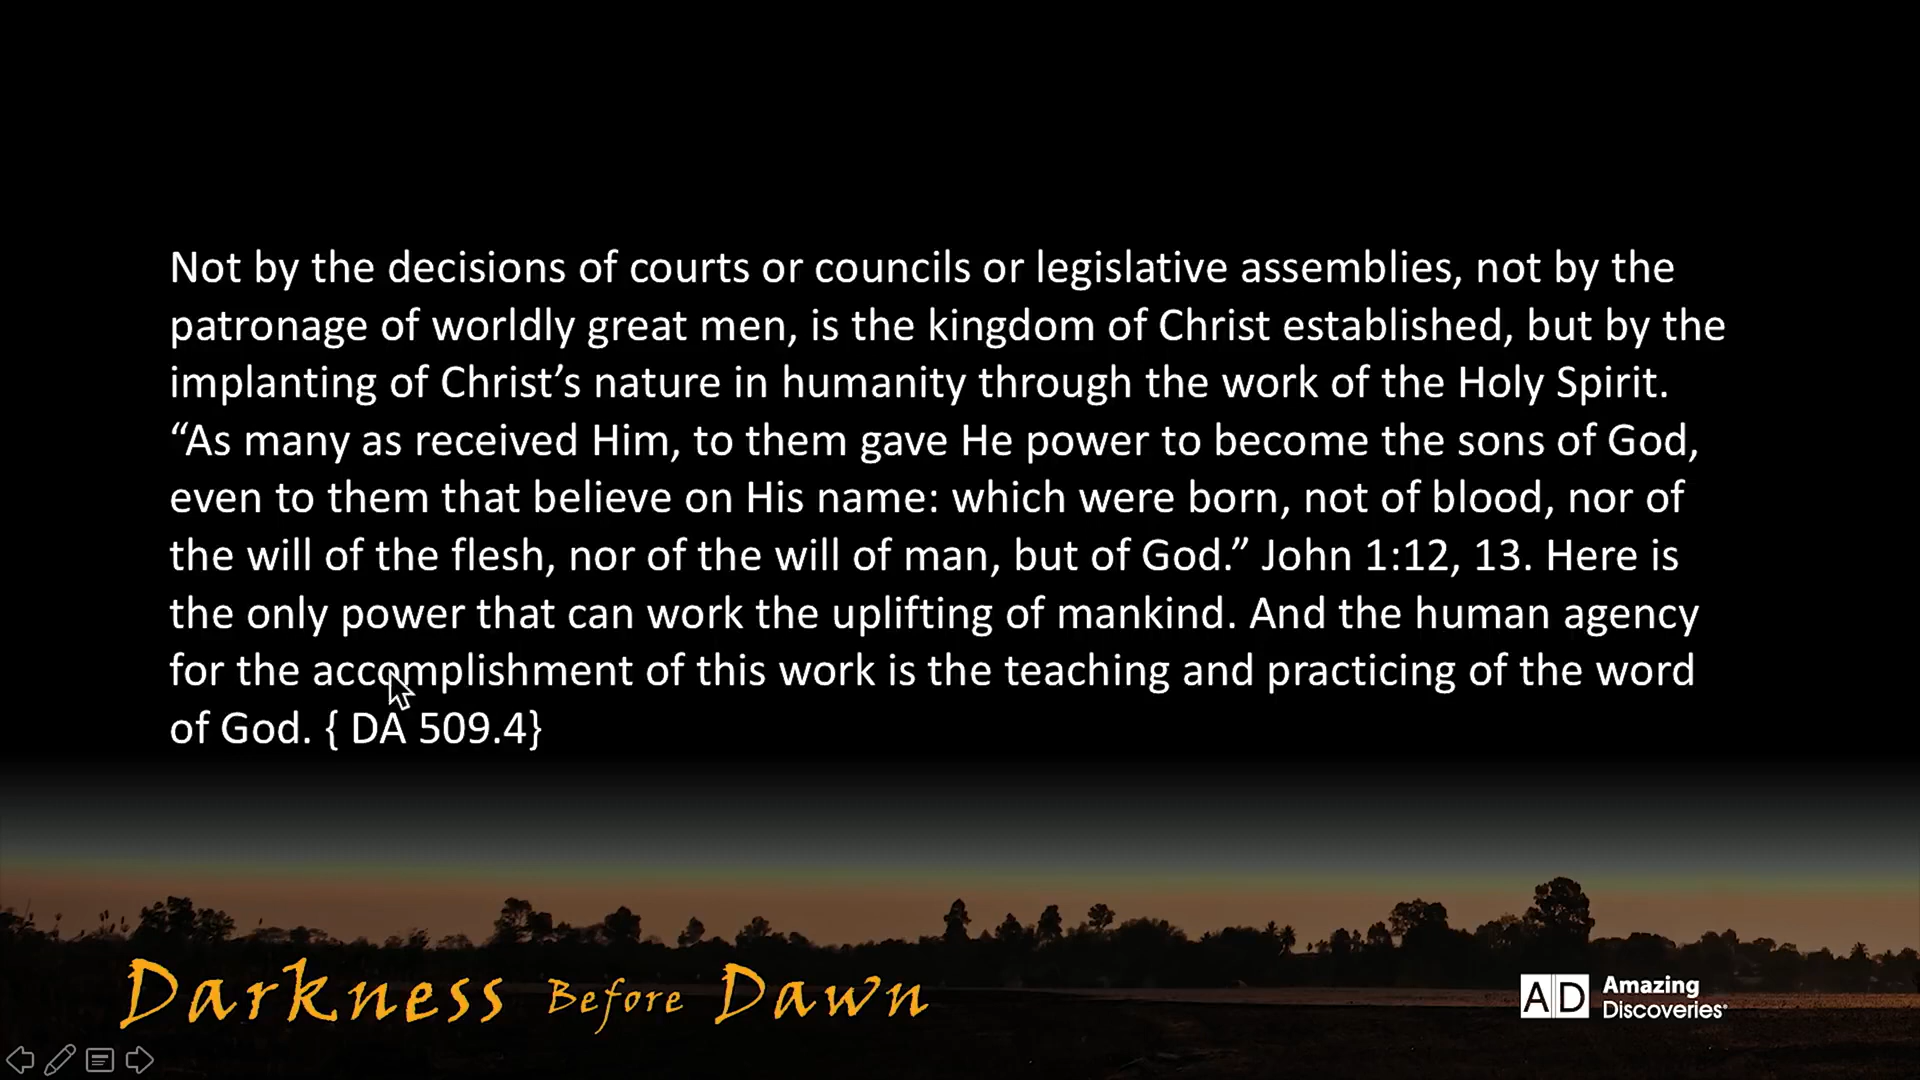 Not by the decisions of courts or councils or legislative assemblies, not by the
patronage of worldly great men, is the kingdom of Christ established, but by the
implanting of Christ’s nature in humanity through the work of the Holy Spirit.
“As many as received Him, to them gave He power to become the sons of God,
even to them that believe on His name: which were born, not of blood, nor of
the will of the flesh, nor of the will of man, but of God.” John 1:12, 13. Here is
the only power that can work the uplifting of mankind. And the human agency
for the accomplishment of this work is the teaching and practicing of the word
of God. { DA 509.4}
Darkness Before Dawn
AD Amazing
Discoveries